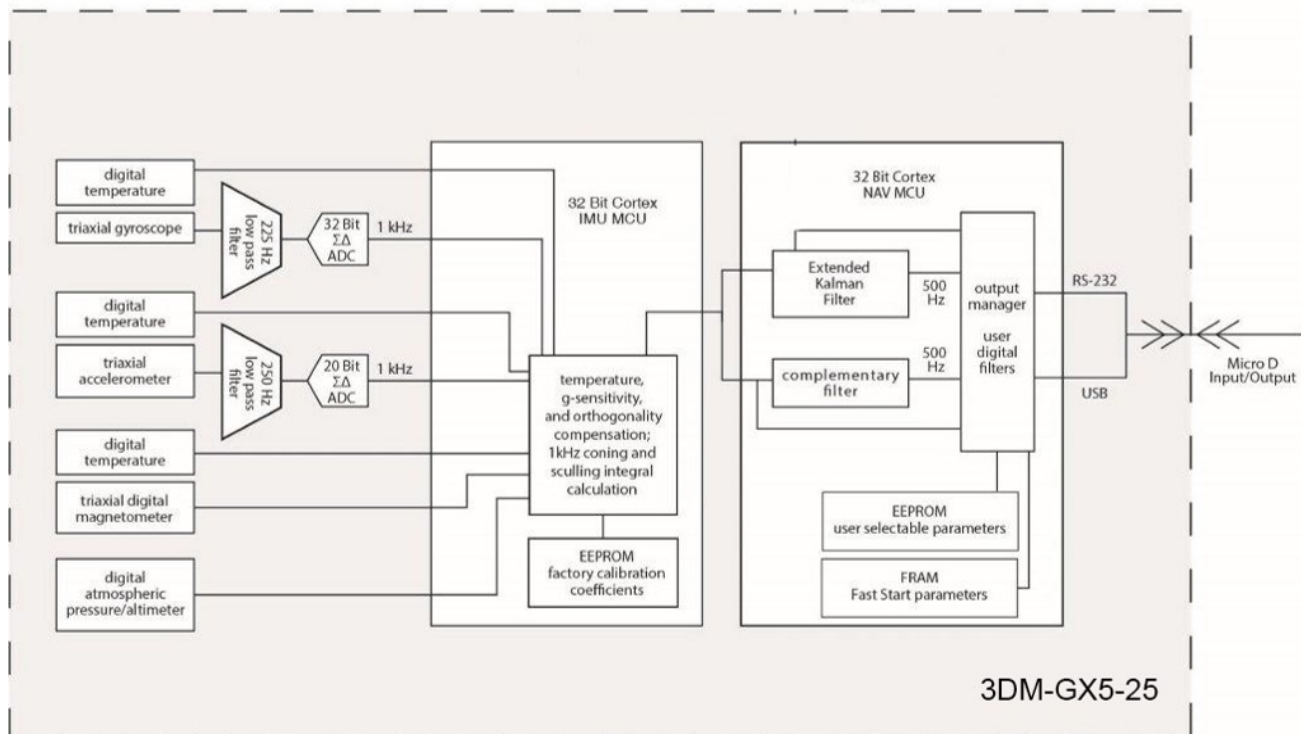 digital
temperature
triaxial gyroscope
225 Hz
low pass
filter
32 Bit
ΣΔ
ADC
1 kHz
digital
temperature
triaxial
accelerometer
250 Hz
low pass
filter
20 Bit
ΣΔ
ADC
1 kHz
digital
temperature
triaxial digital
magnetometer
digital
atmospheric
pressure/altimeter
32 Bit Cortex
IMU MCU
temperature,
g-sensitivity,
and orthogonality
compensation;
1kHz coning and
sculling integral
calculation
EEPROM
factory calibration
coefficients
32 Bit Cortex
NAV MCU
Extended
Kalman
Filter
500
Hz
complementary
filter
500
Hz
output
manager
user
digital
filters
EEPROM
user selectable parameters
FRAM
Fast Start parameters
RS-232
USB
Micro D
Input/Output
3DM-GX5-25